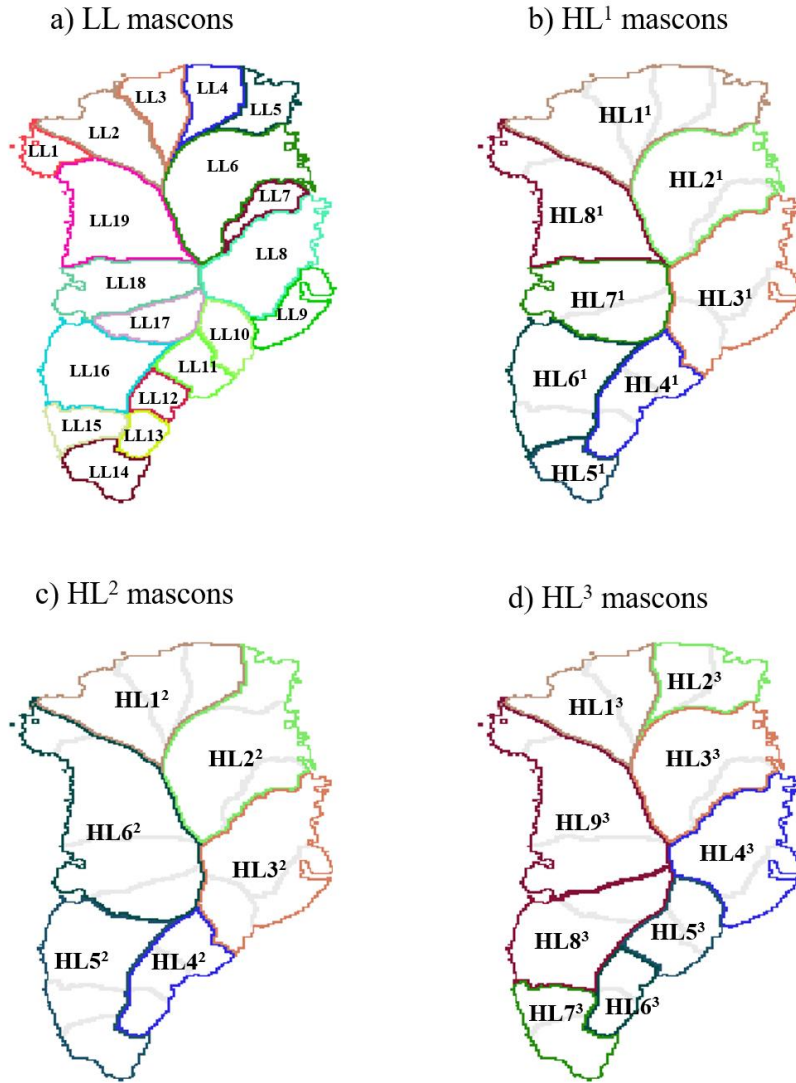 a) LL mascons
LL1
LL2
LL3
LL4
LL5
LL6
LL7
LL8
LL9
LL10
LL11
LL12
LL13
LL14
LL15
LL16
LL17
LL18
LL19
b) HL¹ mascons
HL1¹
HL2¹
HL3¹
HL4¹
HL5¹
HL6¹
HL7¹
HL8¹
c) HL² mascons
HL1²
HL2²
HL3²
HL4²
HL5²
HL6²
d) HL³ mascons
HL1³
HL2³
HL3³
HL4³
HL5³
HL6³
HL7³
HL8³
HL9³